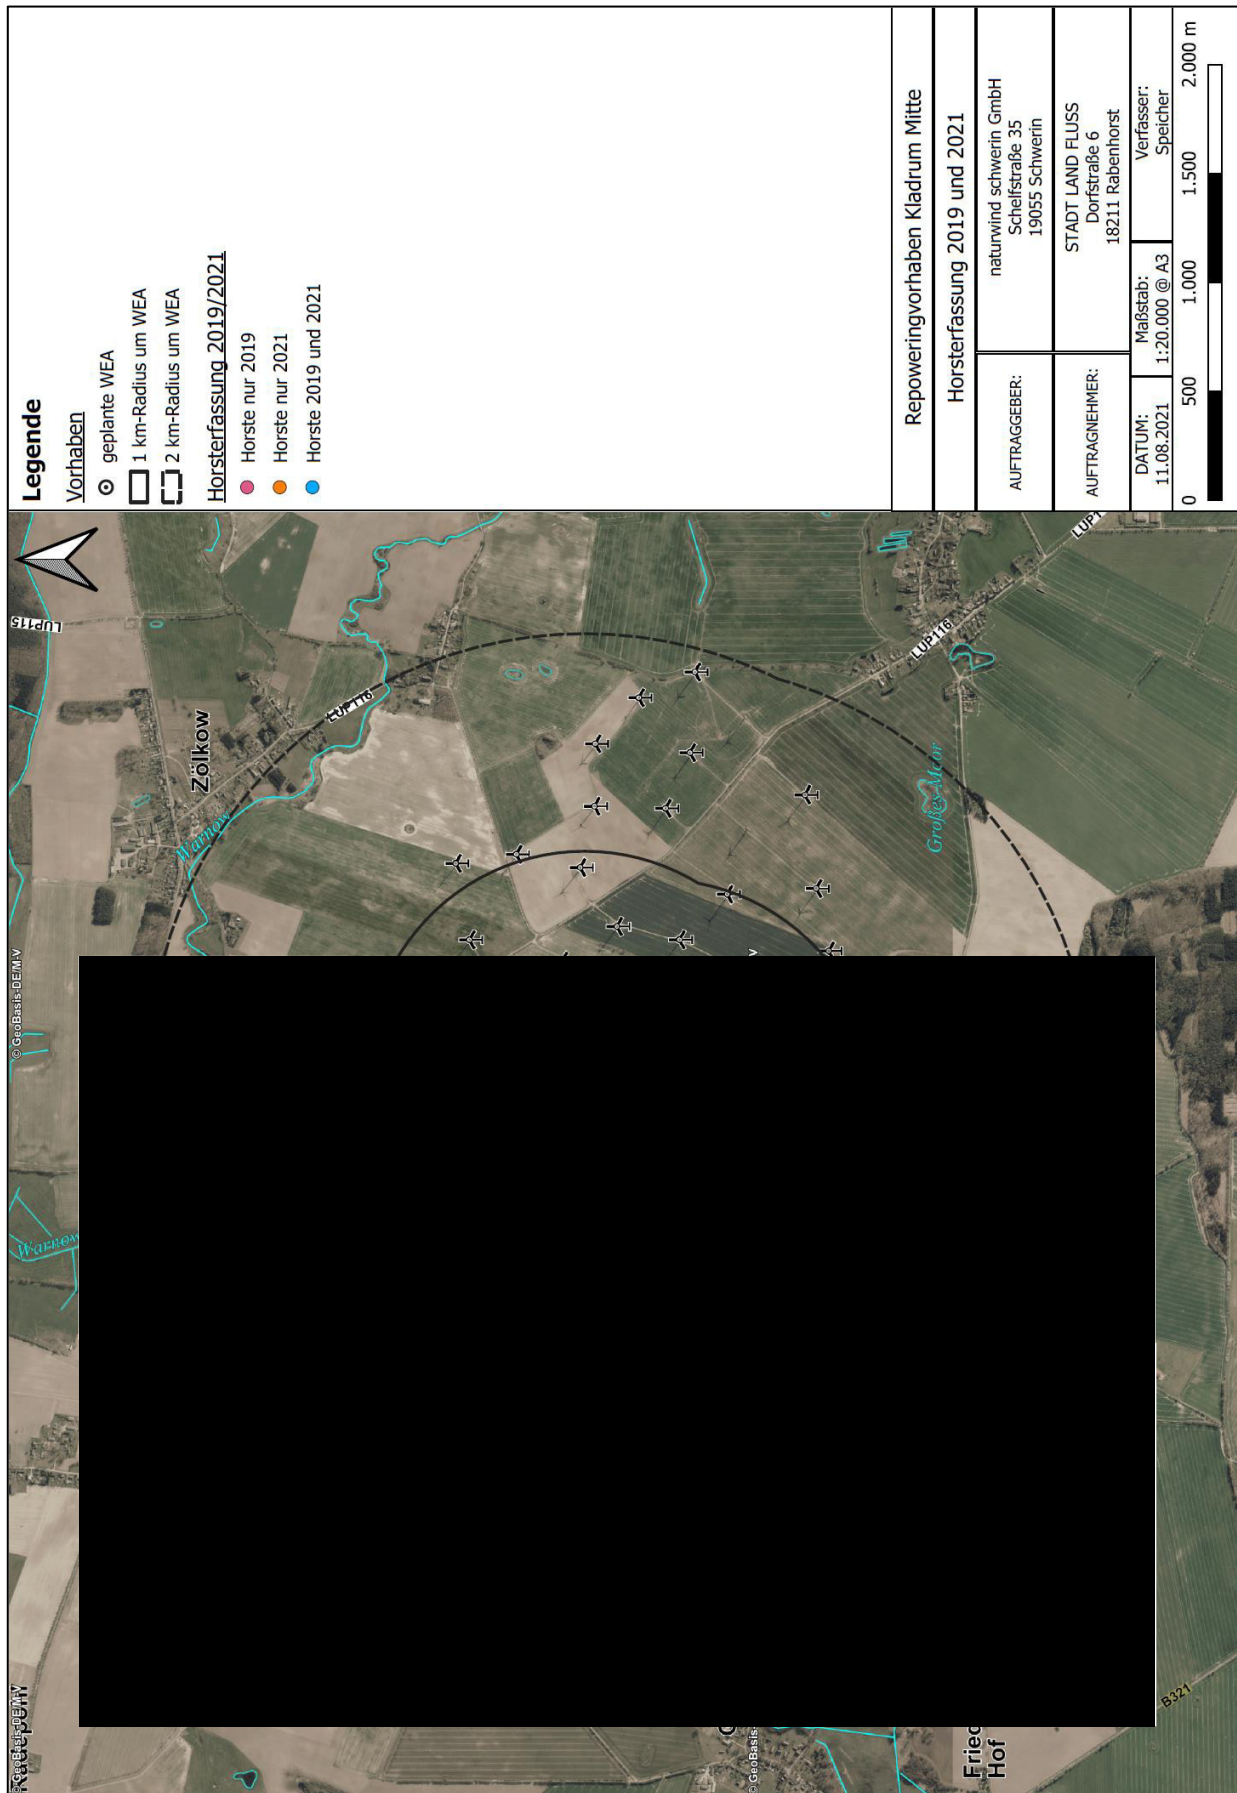 Legende
Vorhaben
geplante WEA
1 km-Radius um WEA
2 km-Radius um WEA
Horsterfassung 2019/2021
Horste nur 2019
Horste nur 2021
Horste 2019 und 2021
Repoweringvorhaben Kladrum Mitte
Horsterfassung 2019 und 2021
AUFTRAGGEBER:
naturwind schwerin GmbH
Schelfstraße 35
19055 Schwerin
AUFTRAGNEHMER:
STADT LAND FLUSS
Dorfstraße 6
18211 Rabenhorst
DATUM:
11.08.2021
Maßstab:
1:20.000 @ A3
Verfasser:
Speicher
0 500 1.000 1.500 2.000 m
LUP115
Zölkow
LUP116
Warnow
© GeoBasis-DE/M-V
LUP116
Großes Moor
Warnow
© GeoBasis-DE/M-V
© GeoBasis-
Hof
B321